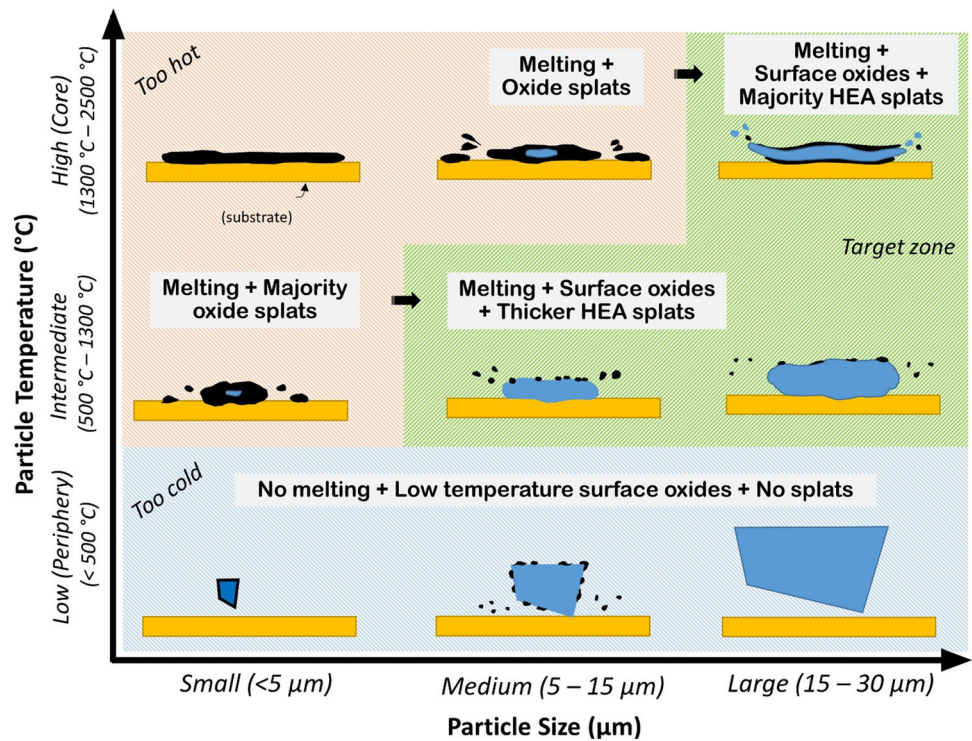 Too hot
Melting +
Oxide splats
Melting +
Surface oxides +
Majority HEA splats
(substrate)
Target zone
Melting + Majority
oxide splats
Melting + Surface oxides
+ Thicker HEA splats
Too cold
No melting + Low temperature surface oxides + No splats
Particle Temperature (°C)
High (Core)
(1300 °C – 2500 °C)
Intermediate
(500 °C – 1300 °C)
Low (Periphery)
(< 500 °C)
Small (<5 µm)
Medium (5 – 15 µm)
Large (15 – 30 µm)
Particle Size (µm)